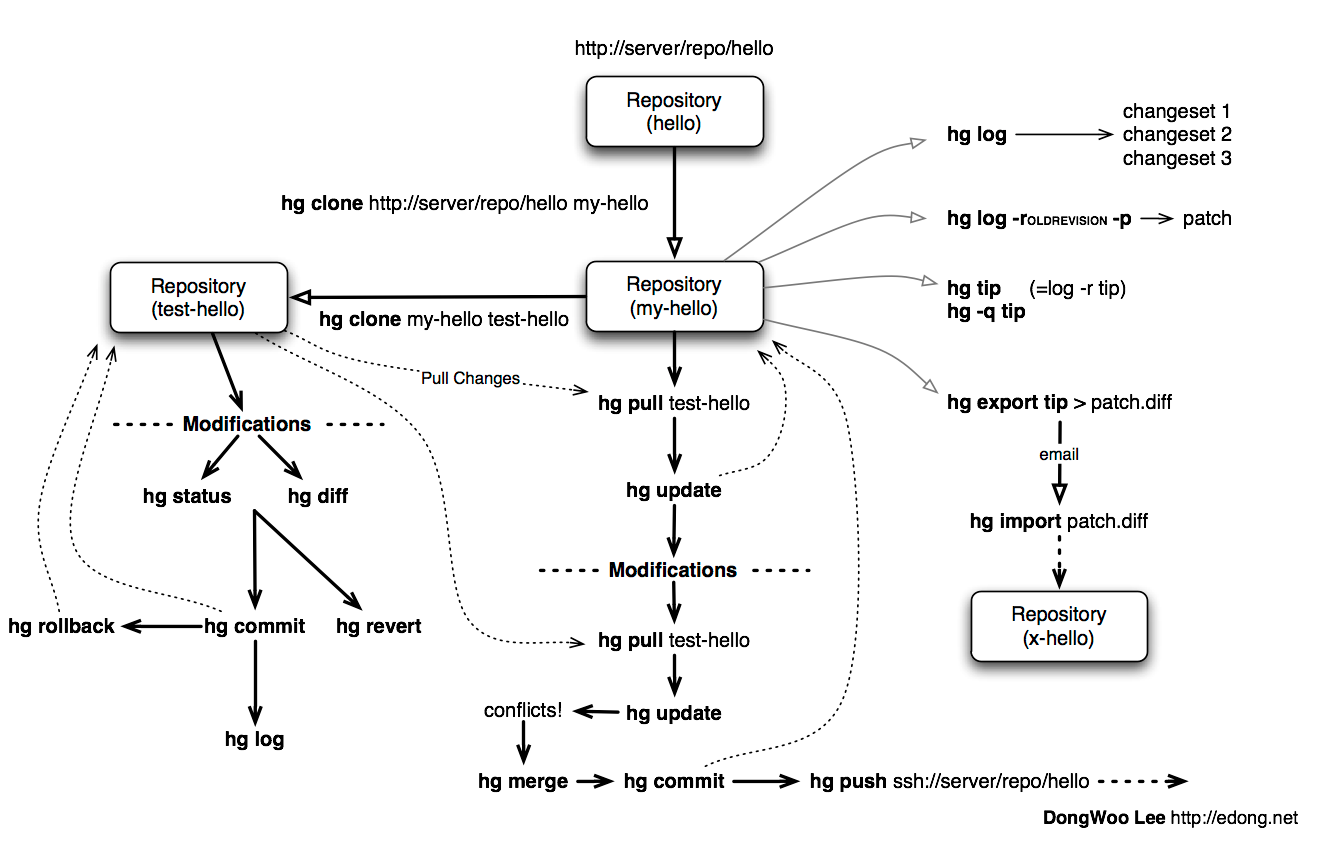 http://server/repo/hello
Repository
(hello)
hg log
changeset 1
changeset 2
changeset 3
hg clone http://server/repo/hello my-hello
hg log -rOLDREVISION -p
patch
Repository
(test-hello)
Repository
(my-hello)
hg tip (=log -r tip)
hg -q tip
hg clone my-hello test-hello
Pull Changes
hg pull test-hello
hg export tip > patch.diff
Modifications
email
hg status
hg diff
hg update
hg import patch.diff
Modifications
Repository
(x-hello)
hg rollback
hg commit
hg revert
hg pull test-hello
conflicts!
hg update
hg log
hg merge
hg commit
hg push ssh://server/repo/hello
DongWoo Lee http://edong.net